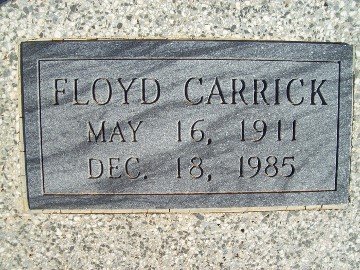 FLOYD CARRICK
MAY 16, 1911
DEC. 18, 1985